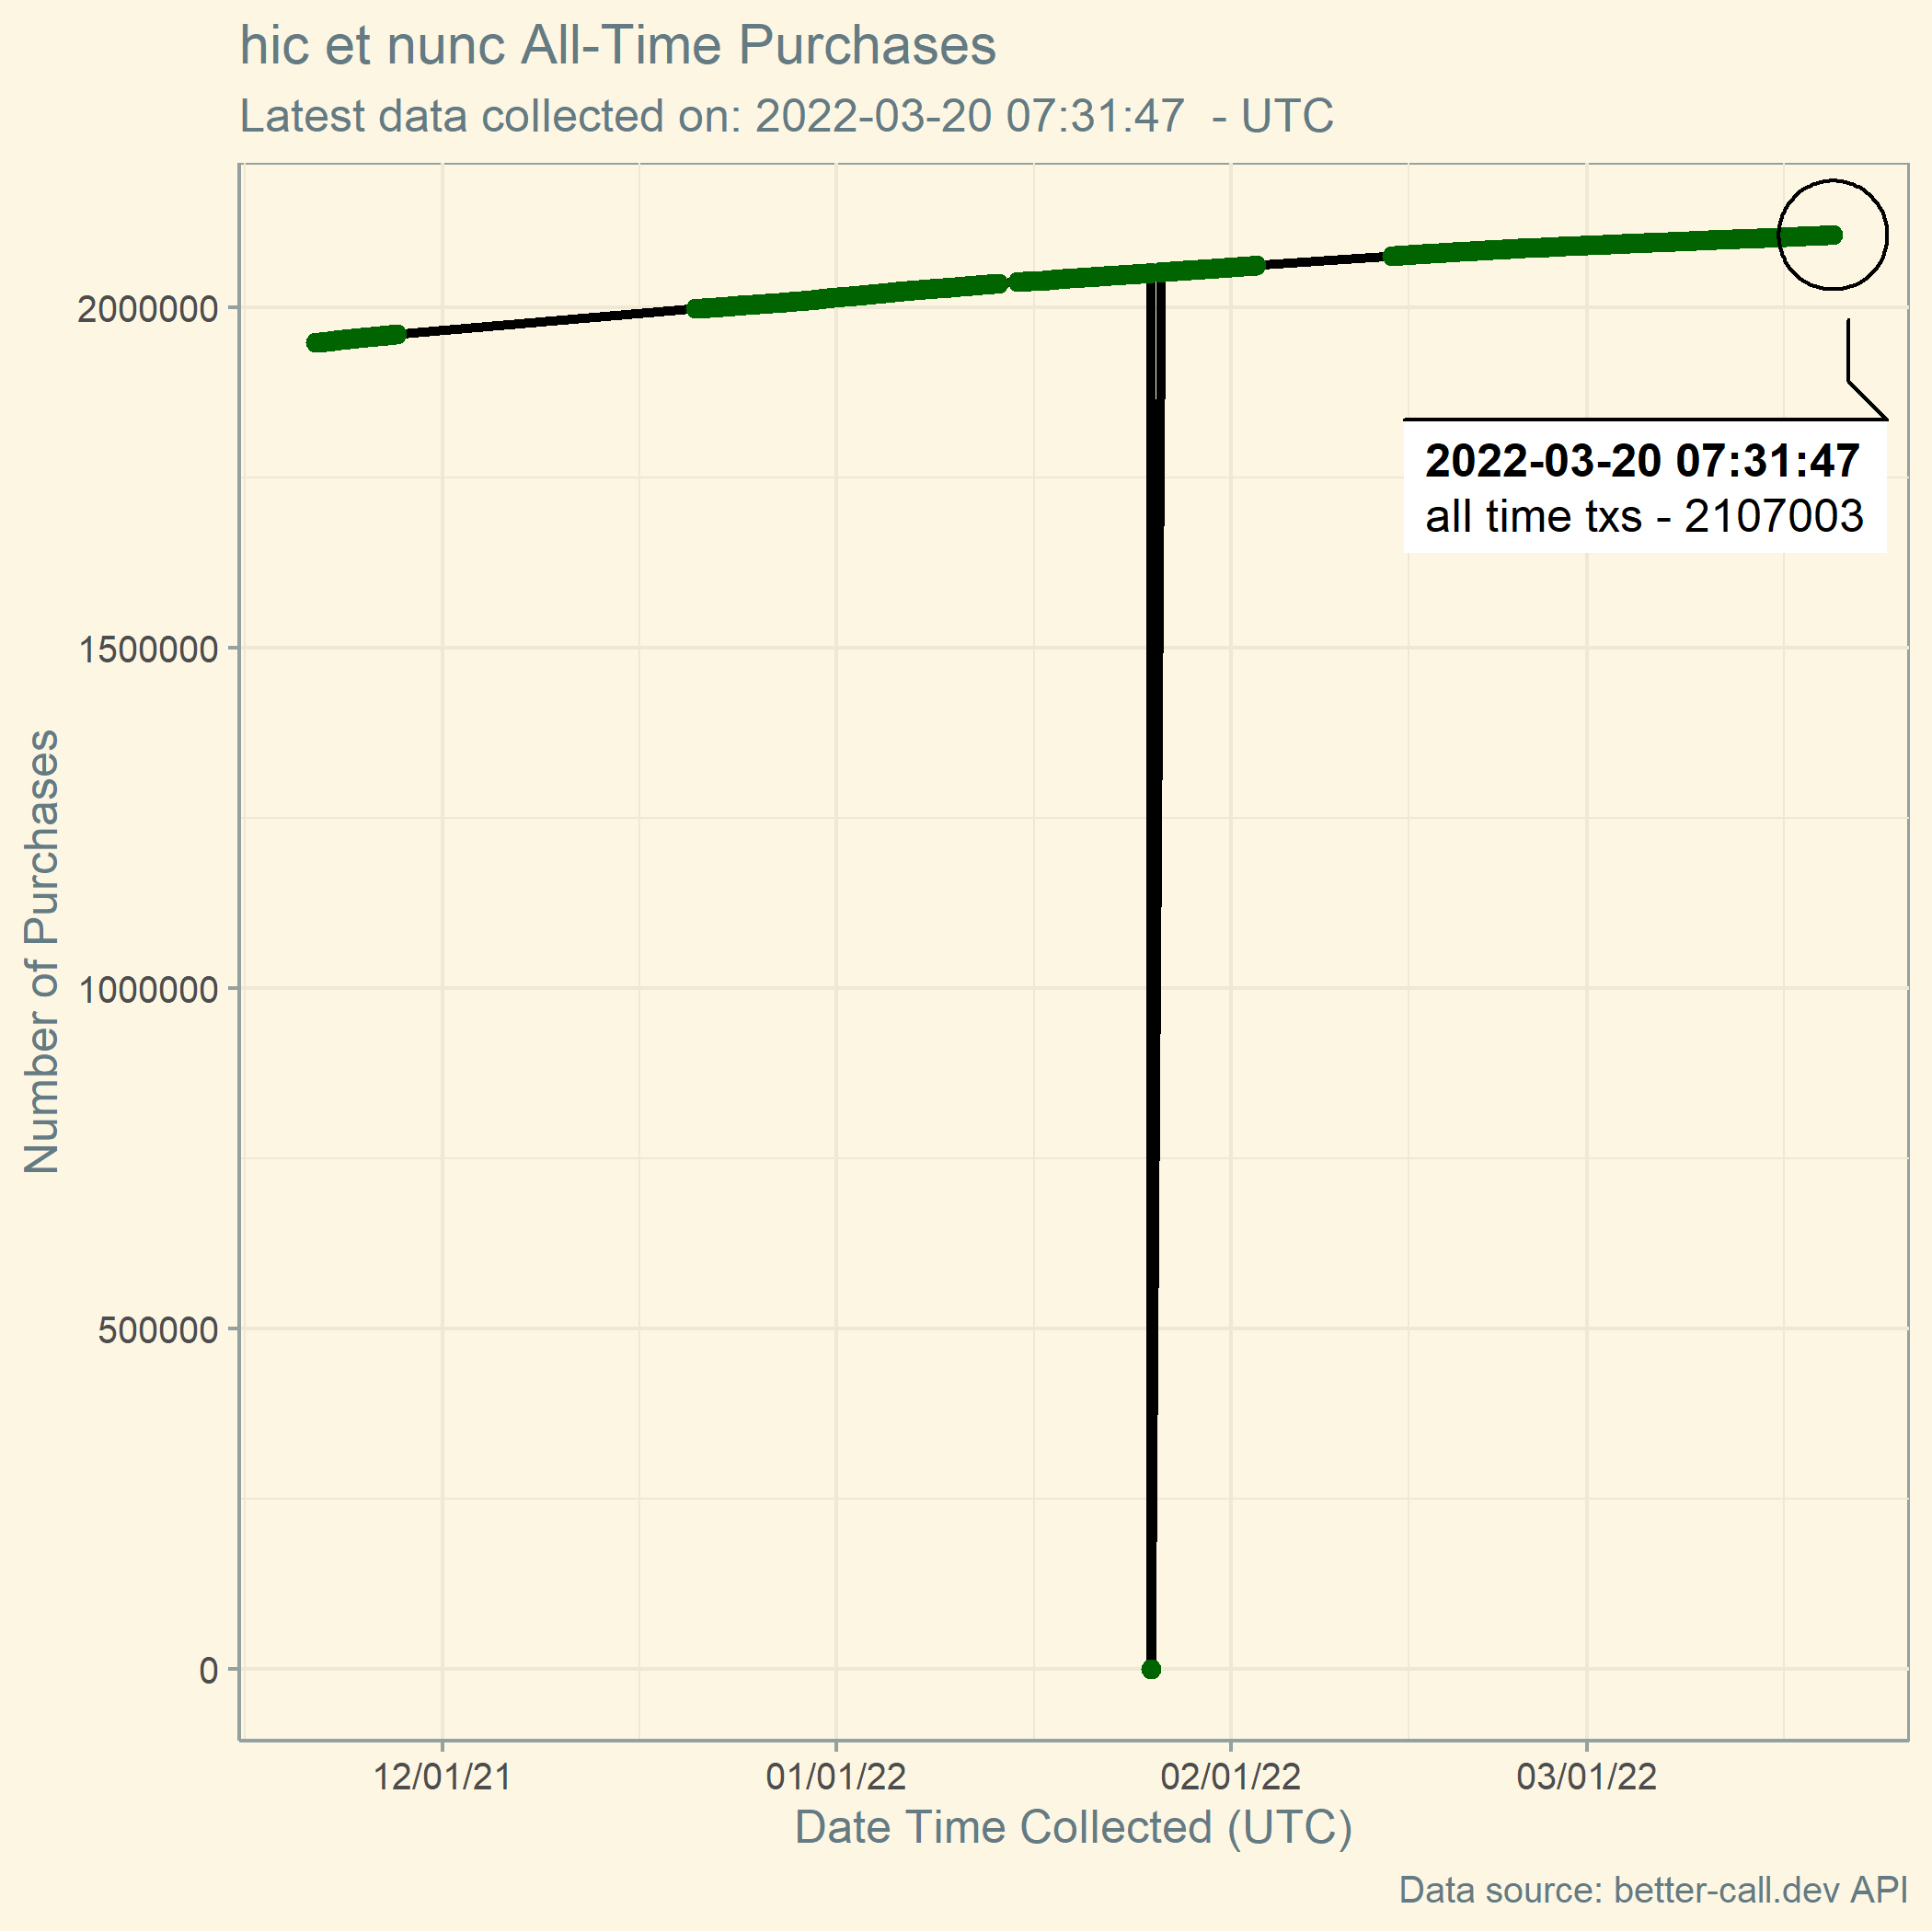 hic et nunc All-Time Purchases
Latest data collected on: 2022-03-20 07:31:47  - UTC
Number of Purchases
2000000
1500000
1000000
500000
0
2022-03-20 07:31:47
all time txs - 2107003
12/01/21
01/01/22
02/01/22
03/01/22
Date Time Collected (UTC)
Data source: better-call.dev API